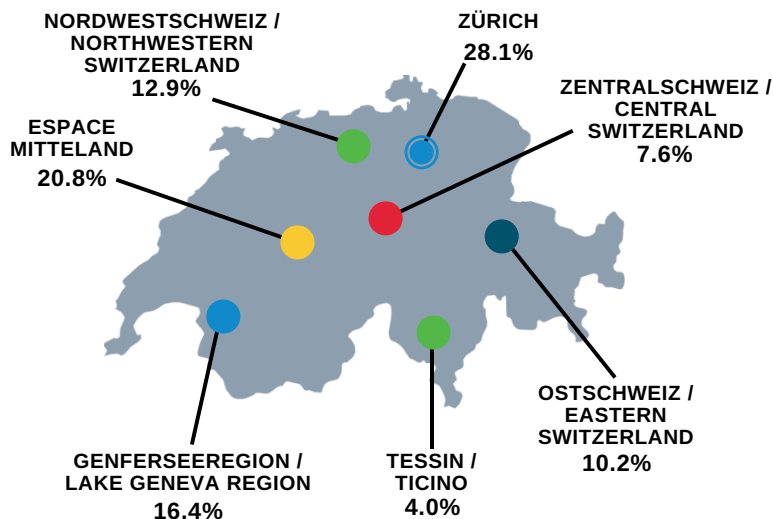 NORDWESTSCHWEIZ /
NORTHWESTERN
SWITZERLAND
12.9%
ZÜRICH
28.1%
ZENTRALSCHWEIZ /
CENTRAL
SWITZERLAND
7.6%
ESPACE
MITTELAND
20.8%
OSTSCHWEIZ /
EASTERN
SWITZERLAND
10.2%
GENFERSEEREGION /
LAKE GENEVA REGION
16.4%
TESSIN /
TICINO
4.0%